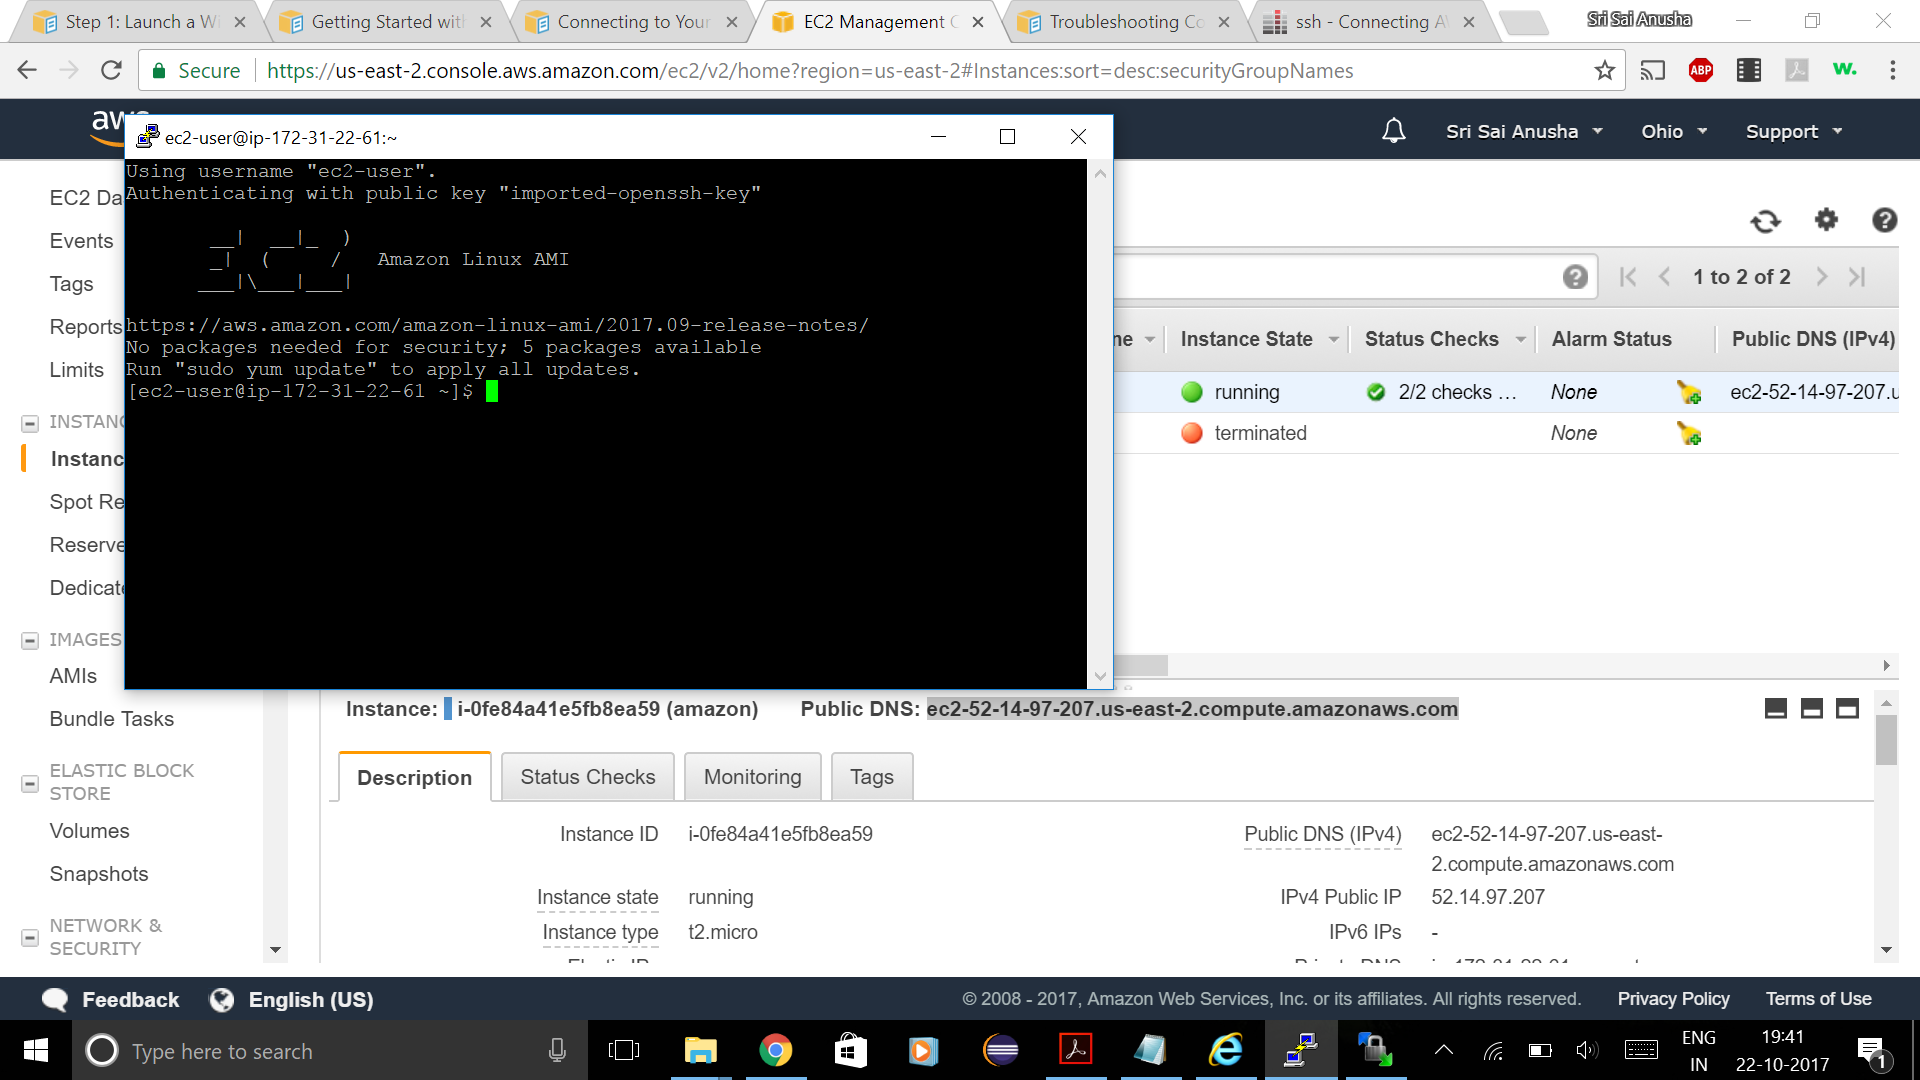 Step 1: Launch a Wi
Getting Started with
Connecting to Your
EC2 Management C
Troubleshooting Co
ssh - Connecting A
Sri Sai Anusha
Secure
https://us-east-2.console.aws.amazon.com/ec2/v2/home?region=us-east-2#Instances:sort=desc:securityGroupNames
ABP
w.
aws
Sri Sai Anusha
Ohio
Support
ec2-user@ip-172-31-22-61:~
Using username "ec2-user".
Authenticating with public key "imported-openssh-key"
       __|  __|_  )
       _|  (     /   Amazon Linux AMI
      ___|\___|___|
https://aws.amazon.com/amazon-linux-ami/2017.09-release-notes/
No packages needed for security; 5 packages available
Run "sudo yum update" to apply all updates.
[ec2-user@ip-172-31-22-61 ~]$
EC2 Da
Events
Tags
Reports
Limits
INSTANC
Instanc
Spot Re
Reserve
Dedicate
IMAGES
AMIs
Bundle Tasks
ELASTIC BLOCK
STORE
Volumes
Snapshots
NETWORK &
SECURITY
1 to 2 of 2
ne
Instance State
Status Checks
Alarm Status
Public DNS (IPv4)
running
2/2 checks ...
None
ec2-52-14-97-207.u
terminated
None
Instance: i-0fe84a41e5fb8ea59 (amazon)
Public DNS: ec2-52-14-97-207.us-east-2.compute.amazonaws.com
Description
Status Checks
Monitoring
Tags
Instance ID
i-0fe84a41e5fb8ea59
Public DNS (IPv4)
ec2-52-14-97-207.us-east-
2.compute.amazonaws.com
Instance state
running
IPv4 Public IP
52.14.97.207
Instance type
t2.micro
IPv6 IPs
-
Feedback
English (US)
© 2008 - 2017, Amazon Web Services, Inc. or its affiliates. All rights reserved.
Privacy Policy
Terms of Use
Type here to search
ENG
IN
19:41
22-10-2017
1